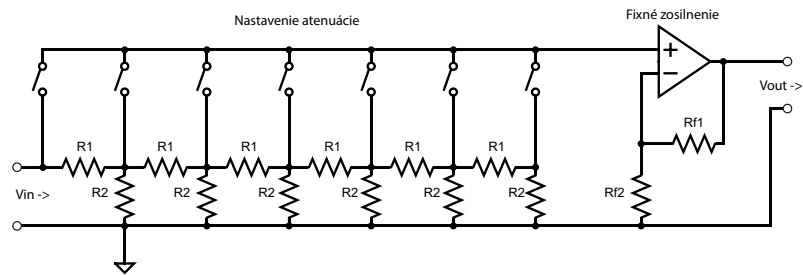 Nastavenie atenuácie
Fixné zosilnenie
Vout ->
Rf1
R1 R1 R1 R1 R1 R1
Vin ->
R2 R2 R2 R2 R2 R2
Rf2